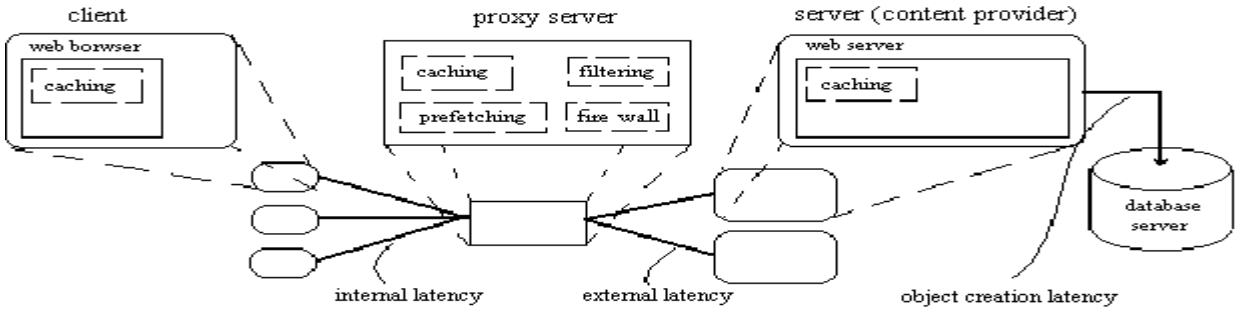 client
proxy server
server (content provider)
web borwser
caching
caching
filtering
prefetching
fire wall
web server
caching
database
server
internal latency
external latency
object creation latency